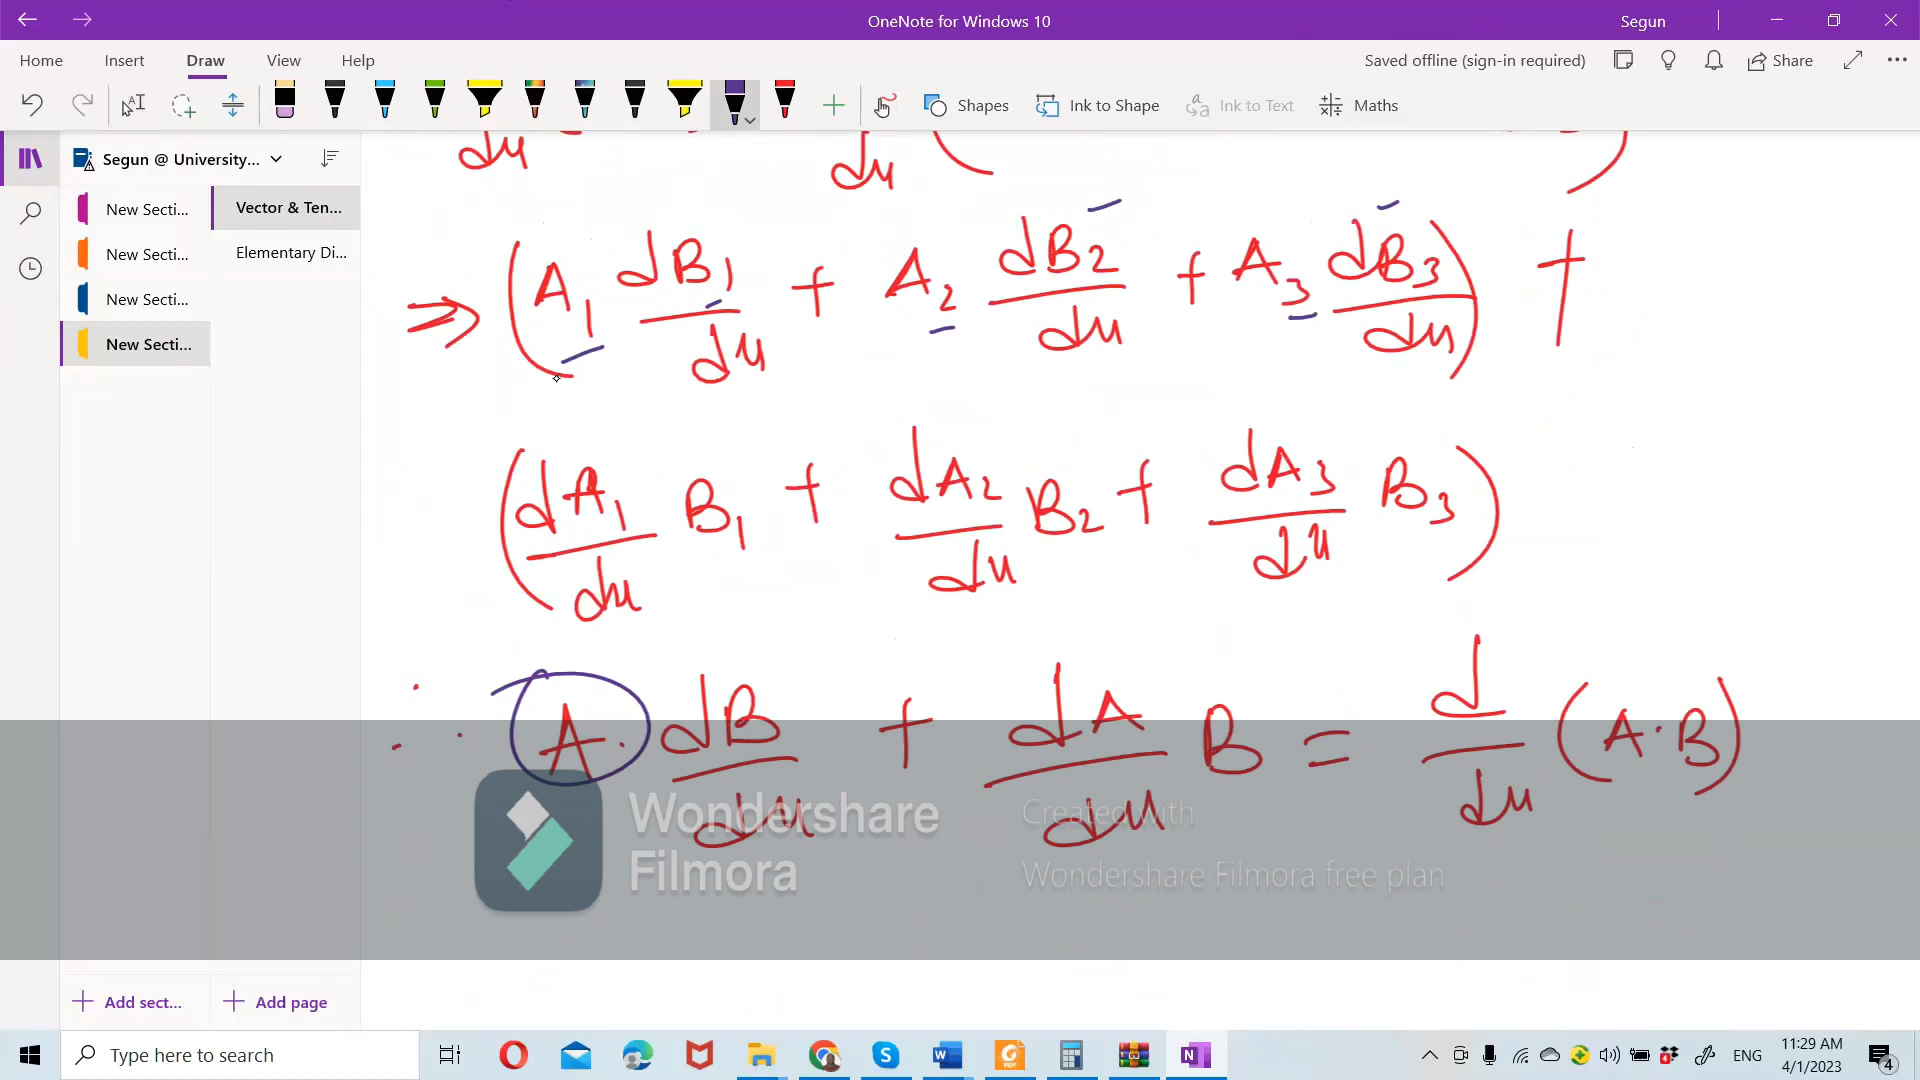 OneNote for Windows 10
Segun
Home Insert Draw View Help
Saved offline (sign-in required)
Share
Shapes
Ink to Shape
Ink to Text
Maths
Segun @ University...
New Secti...
New Secti...
New Secti...
New Secti...
Vector & Ten...
Elementary Di...
du du ( )
⇒ (A₁ dB₁/du + A₂ dB₂/du + A₃ dB₃/du) +
(dA₁/du B₁ + dA₂/du B₂ + dA₃/du B₃)
∴ A · dB/du + dA/du B = d/du (A · B)
Wondershare
Filmora
Created with
Wondershare Filmora free plan
Add sect...
Add page
Type here to search
ENG
11:29 AM
4/1/2023
4